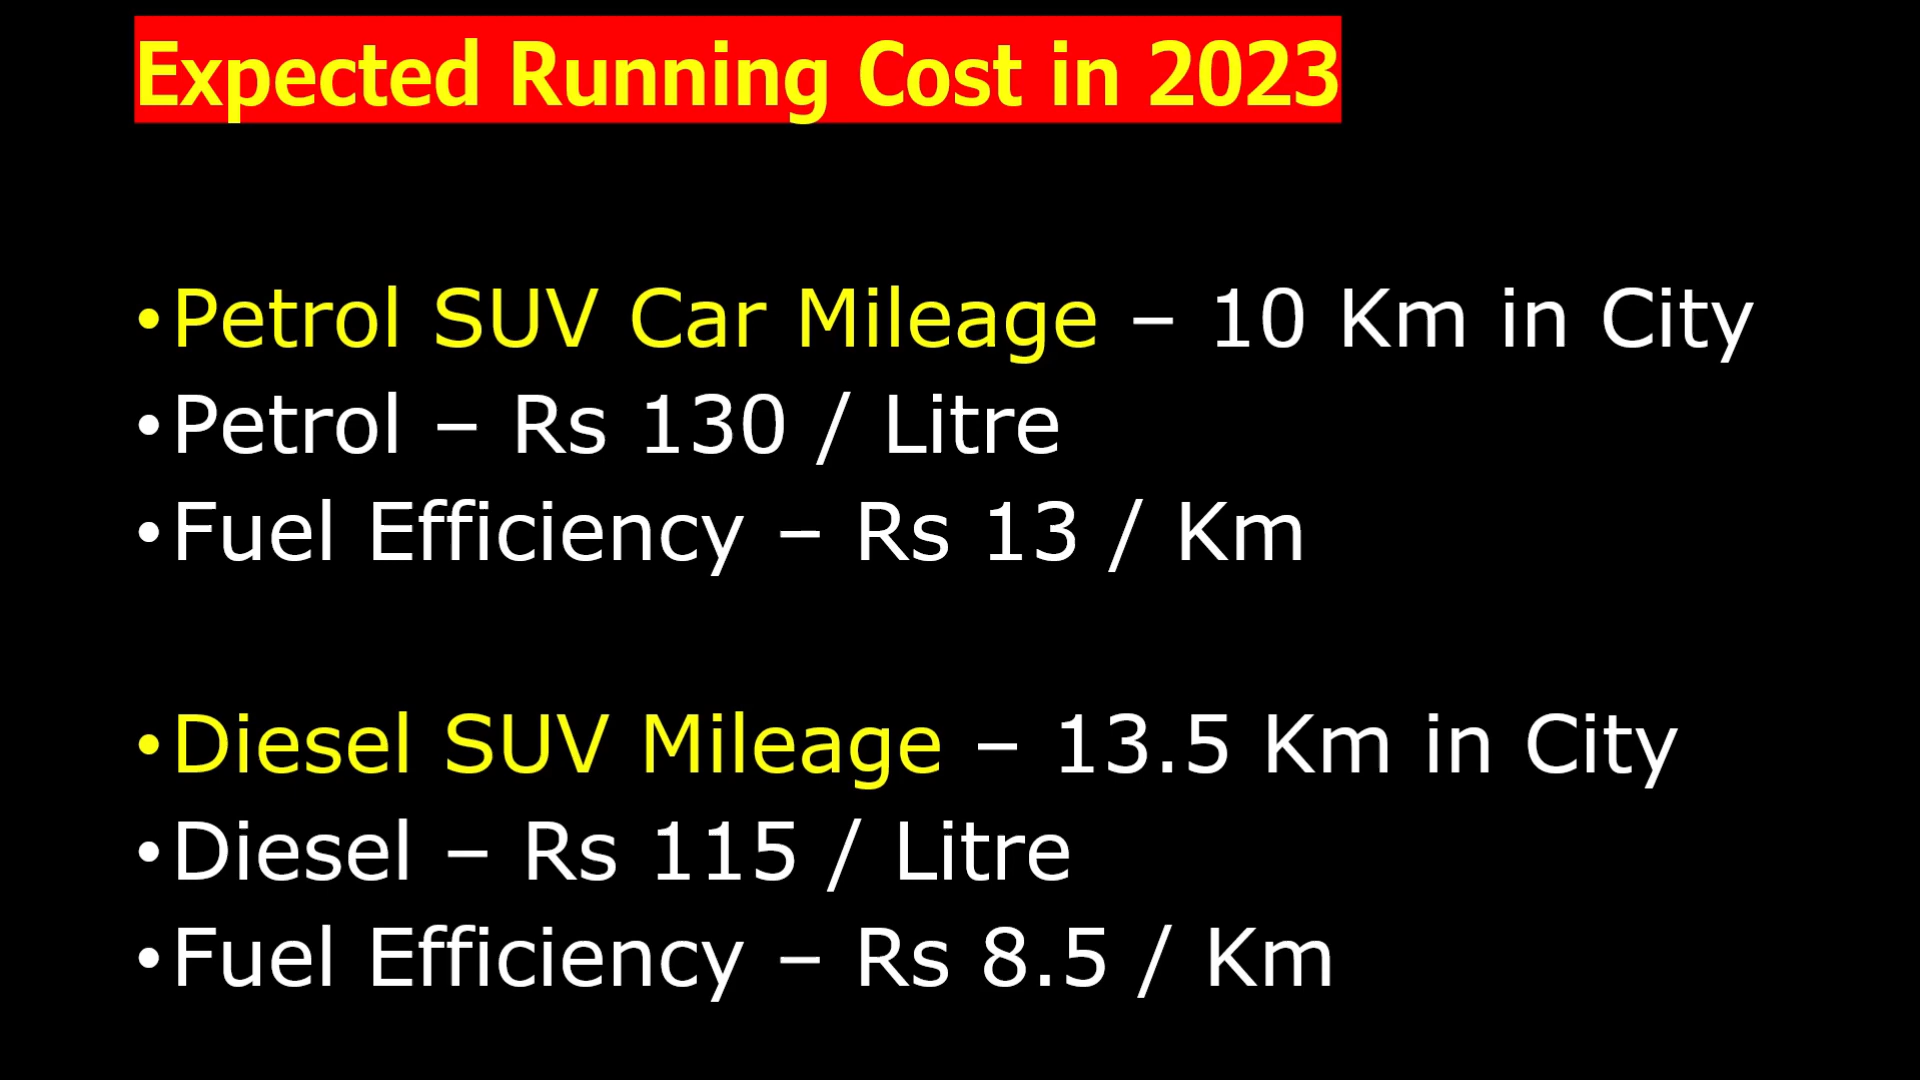 Expected Running Cost in 2023
•Petrol SUV Car Mileage – 10 Km in City
•Petrol – Rs 130 / Litre
•Fuel Efficiency – Rs 13 / Km
•Diesel SUV Mileage – 13.5 Km in City
•Diesel – Rs 115 / Litre
•Fuel Efficiency – Rs 8.5 / Km